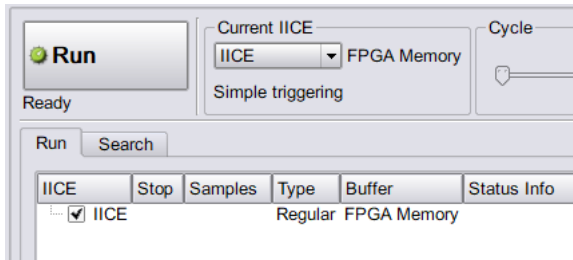 Run
Ready
Current IICE
IICE FPGA Memory
Simple triggering
Cycle
Run Search
IICE Stop Samples Type Buffer Status Info
IICE Regular FPGA Memory